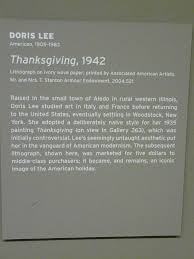 DORIS LEE
American, 1905-1983
Thanksgiving, 1942
Lithograph on ivory wove paper; printed by Associated American Artists.
Mr. and Mrs. T. Stanton Armour Endowment, 2004.521
Raised in the small town of Aledo in rural western Illinois,
Doris Lee studied art in Italy and France before returning
to the United States, eventually settling in Woodstock, New
York. She adopted a deliberately naive style for her 1935
painting Thanksgiving (on view in Gallery 263), which was
initially controversial. Lee's seemingly untaught aesthetic put
her in the vanguard of American modernism. The subsequent
lithograph, shown here, was marketed for five dollars to
middle-class purchasers; it became, and remains, an iconic
image of the American holiday.